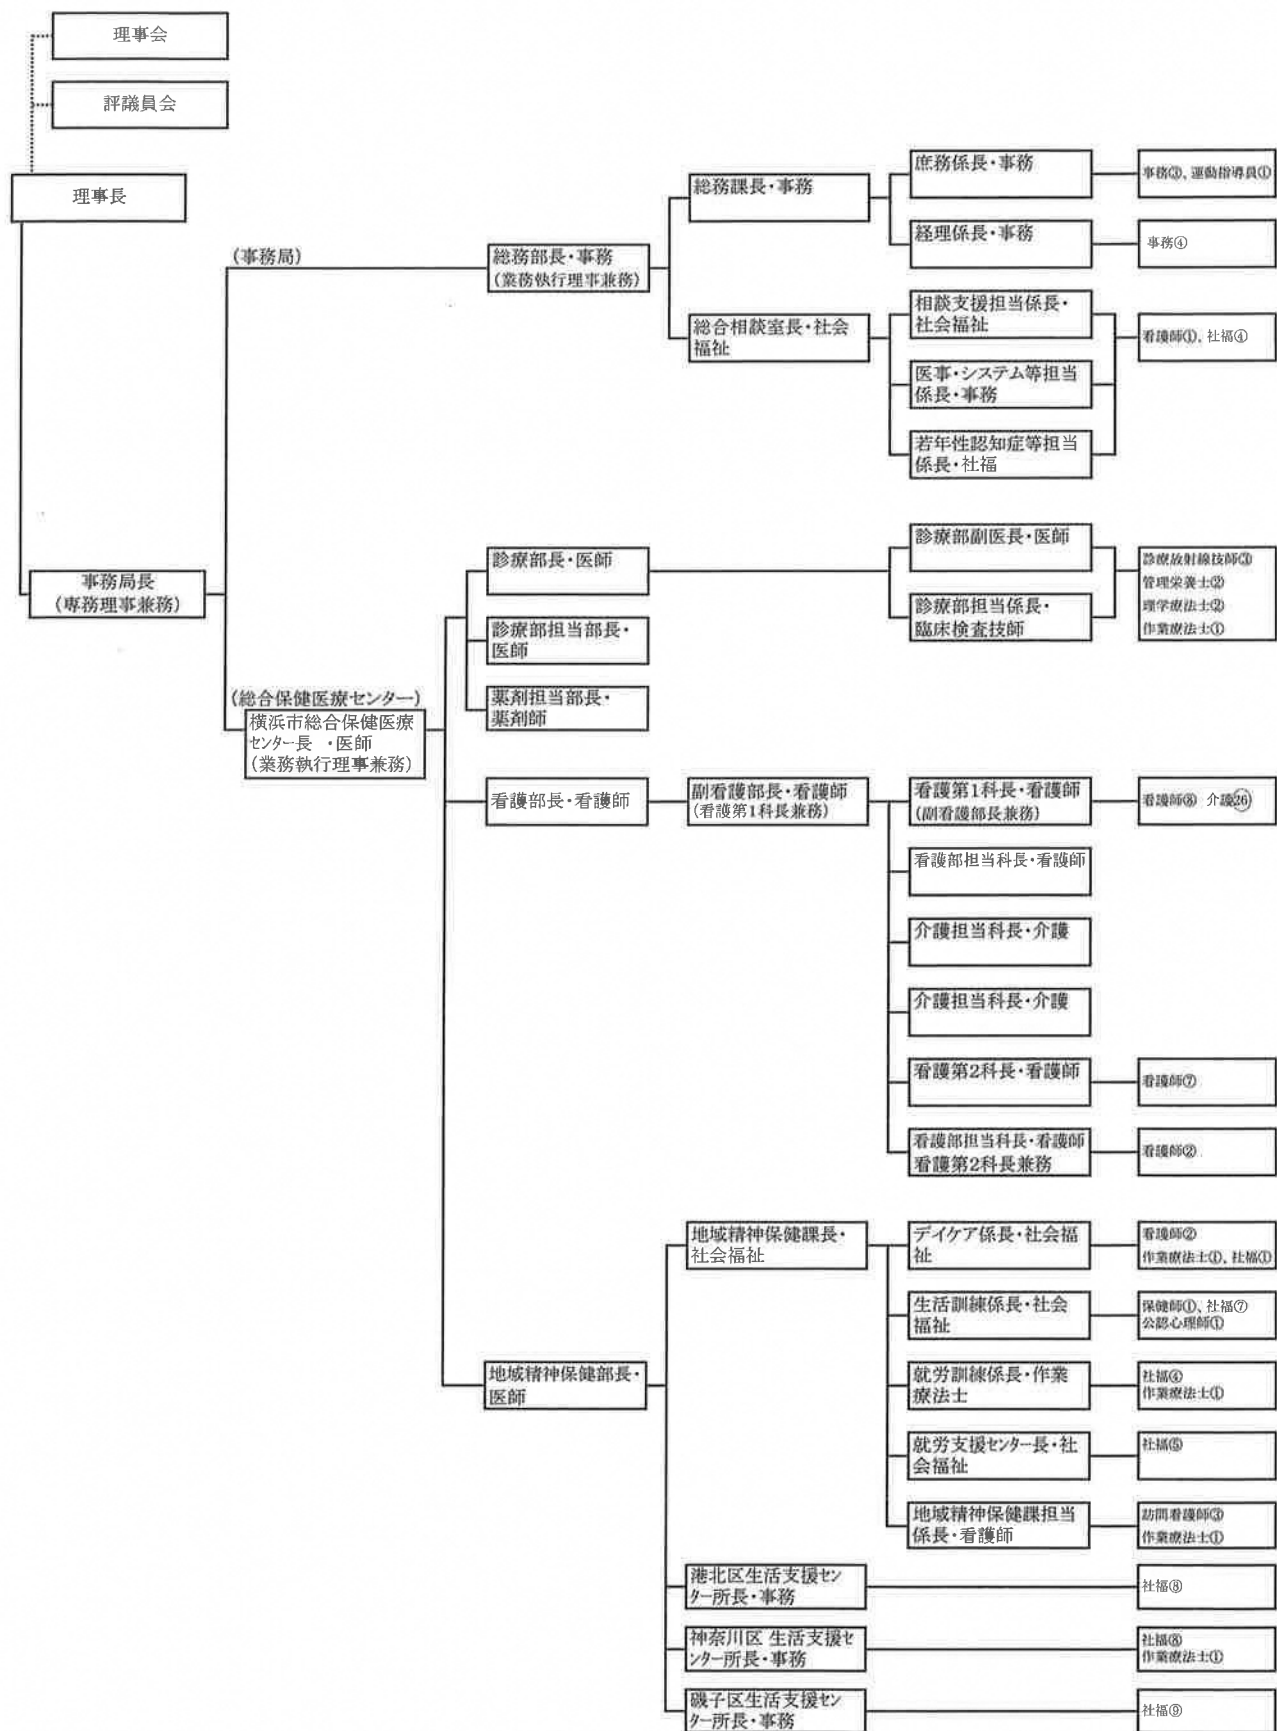 理事会
評議員会
理事長
事務局長
(専務理事兼務)
(事務局)
総務部長・事務
(業務執行理事兼務)
総務課長・事務
庶務係長・事務
事務③、運動指導員①
経理係長・事務
事務④
総合相談室長・社会
福祉
相談支援担当係長・
社会福祉
医事・システム等担当
係長・事務
若年性認知症等担当
係長・社福
看護師①、社福④
(総合保健医療センター)
横浜市総合保健医療
センター長 ・医師
(業務執行理事兼務)
診療部長・医師
診療部副医長・医師
診療部担当係長・
臨床検査技師
診療放射線技師③
管理栄養士②
理学療法士②
作業療法士①
診療部担当部長・
医師
薬剤担当部長・
薬剤師
看護部長・看護師
副看護部長・看護師
(看護第1科長兼務)
看護第1科長・看護師
(副看護部長兼務)
看護師⑧ 介護㉖
看護部担当科長・看護師
介護担当科長・介護
介護担当科長・介護
看護第2科長・看護師
看護師⑦
看護部担当科長・看護師
看護第2科長兼務
看護師②
地域精神保健部長・
医師
地域精神保健課長・
社会福祉
デイケア係長・社会福
祉
看護師②
作業療法士①、社福①
生活訓練係長・社会
福祉
保健師①、社福⑦
公認心理師①
就労訓練係長・作業
療法士
社福④
作業療法士①
就労支援センター長・社
会福祉
社福⑤
地域精神保健課担当
係長・看護師
訪問看護師③
作業療法士①
港北区生活支援セン
ター所長・事務
社福⑧
神奈川区 生活支援セ
ンター所長・事務
社福⑧
作業療法士①
磯子区生活支援セン
ター所長・事務
社福⑨